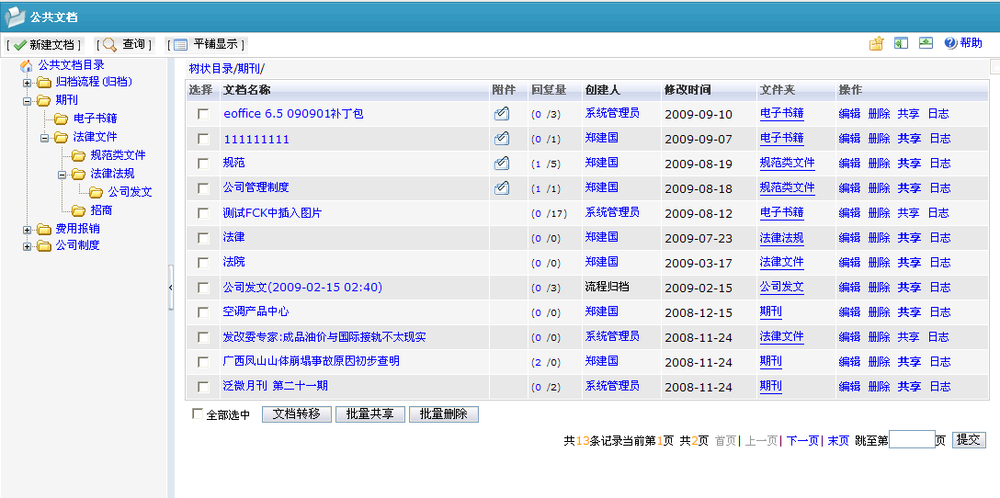 公共文档
[ 新建文档 ] [ 查询 ] [ 平铺显示 ] 帮助
公共文档目录
归档流程(归档)
期刊
电子书籍
法律文件
规范类文件
法律法规
公司发文
招商
费用报销
公司制度
树状目录/期刊/
选择 文档名称 附件 回复量 创建人 修改时间 文件夹 操作
eoffice 6.5 090901补丁包 (0 /3) 系统管理员 2009-09-10 电子书籍 编辑 删除 共享 日志
111111111 (0 /1) 郑建国 2009-09-07 电子书籍 编辑 删除 共享 日志
规范 (1 /5) 郑建国 2009-08-19 规范类文件 编辑 删除 共享 日志
公司管理制度 (1 /1) 郑建国 2009-08-18 规范类文件 编辑 删除 共享 日志
测试FCK中插入图片 (0 /17) 系统管理员 2009-08-12 电子书籍 编辑 删除 共享 日志
法律 (0 /0) 郑建国 2009-07-23 法律法规 编辑 删除 共享 日志
法院 (0 /0) 郑建国 2009-03-17 法律文件 编辑 删除 共享 日志
公司发文(2009-02-15 02:40) (0 /3) 流程归档 2009-02-15 公司发文 编辑 删除 共享 日志
空调产品中心 (0 /0) 郑建国 2008-12-15 期刊 编辑 删除 共享 日志
发改委专家:成品油价与国际接轨不太现实 (0 /0) 系统管理员 2008-11-24 法律文件 编辑 删除 共享 日志
广西凤山山体崩塌事故原因初步查明 (2 /0) 郑建国 2008-11-24 期刊 编辑 删除 共享 日志
泛微月刊 第二十一期 (0 /2) 系统管理员 2008-11-24 期刊 编辑 删除 共享 日志
全部选中 文档转移 批量共享 批量删除
共13条记录当前第1页 共2页 首页| 上一页| 下一页| 末页 跳至第 页 提交